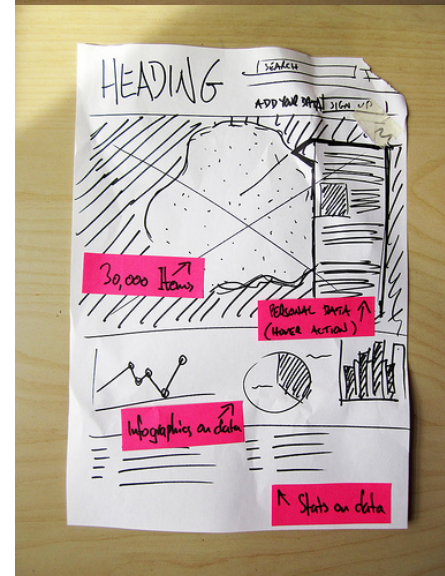 HEADING
SEARCH
ADD YOUR DATA / SIGN UP
30,000 Items
PERSONAL DATA
(HOVER ACTION)
Infographics on data
Stats on data